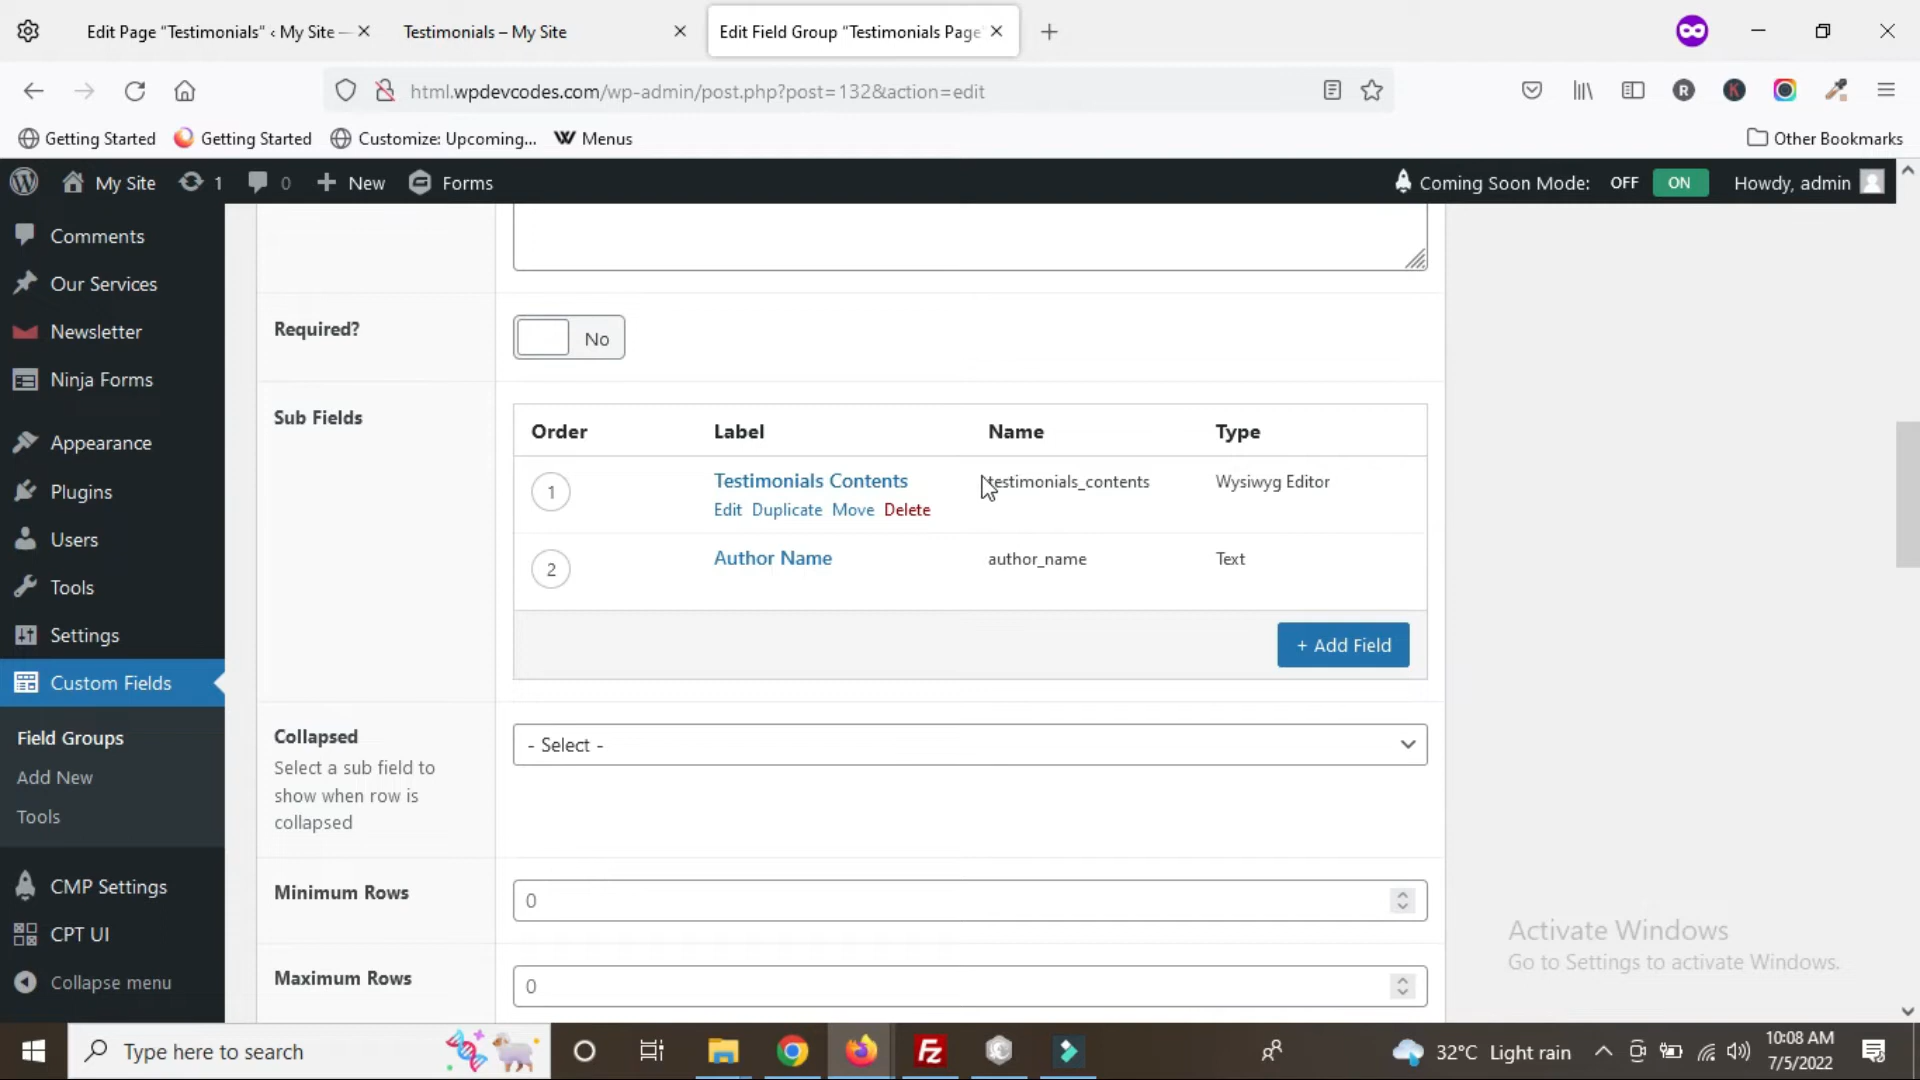 Edit Page “Testimonials” ‹ My Site —
Testimonials – My Site
Edit Field Group “Testimonials Page”
html.wpdevcodes.com/wp-admin/post.php?post=132&action=edit
Getting Started
Getting Started
Customize: Upcoming...
Menus
Other Bookmarks
My Site
1
0
New
Forms
Coming Soon Mode:
OFF
ON
Howdy, admin
Comments
Our Services
Newsletter
Ninja Forms
Appearance
Plugins
Users
Tools
Settings
Custom Fields
Field Groups
Add New
Tools
CMP Settings
CPT UI
Collapse menu
Required?
No
Sub Fields
Order Label Name Type
1 Testimonials Contents testimonials_contents Wysiwyg Editor
Edit Duplicate Move Delete
2 Author Name author_name Text
+ Add Field
Collapsed
Select a sub field to
show when row is
collapsed
- Select -
Minimum Rows
0
Maximum Rows
0
Activate Windows
Go to Settings to activate Windows.
Type here to search
32°C Light rain
10:08 AM
7/5/2022